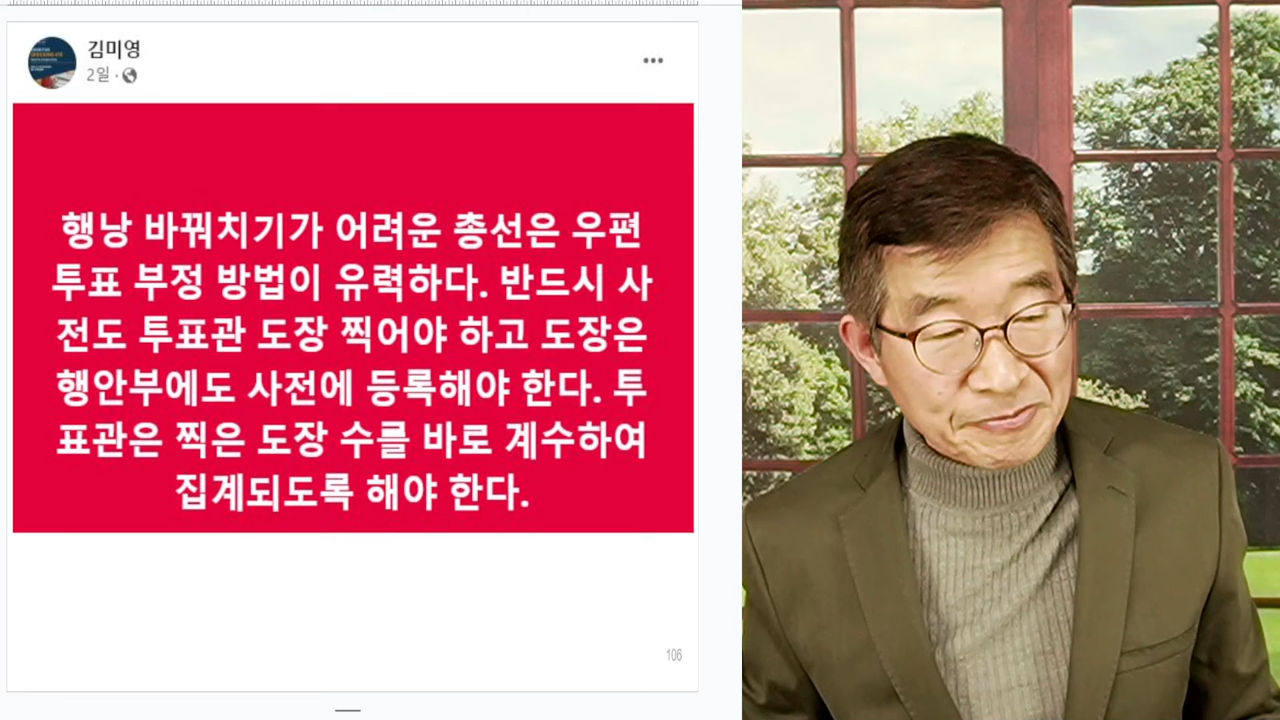 김미영
2일 ·
행낭 바꿔치기가 어려운 총선은 우편
투표 부정 방법이 유력하다. 반드시 사
전도 투표관 도장 찍어야 하고 도장은
행안부에도 사전에 등록해야 한다. 투
표관은 찍은 도장 수를 바로 계수하여
집계되도록 해야 한다.
106